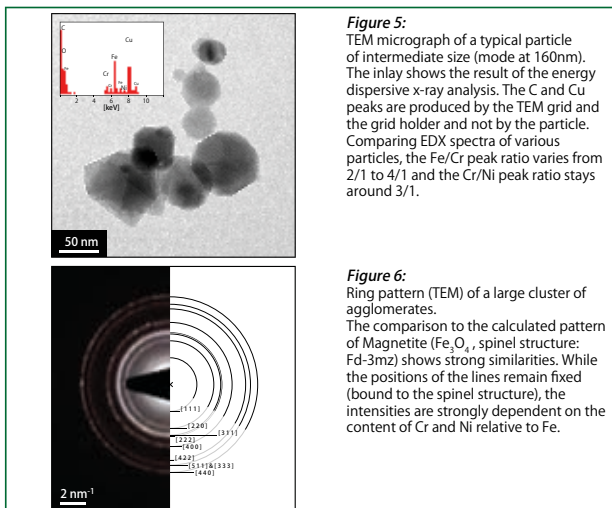 C
O
Fe
Cu
Cr
Ni
0 2 4 6 8 10
[keV]
50 nm
Figure 5:
TEM micrograph of a typical particle
of intermediate size (mode at 160nm).
The inlay shows the result of the energy
dispersive x-ray analysis. The C and Cu
peaks are produced by the TEM grid and
the grid holder and not by the particle.
Comparing EDX spectra of various
particles, the Fe/Cr peak ratio varies from
2/1 to 4/1 and the Cr/Ni peak ratio stays
around 3/1.
[111]
[220]
[311]
[222]
[400]
[422]
[511]&[333]
[440]
2 nm⁻¹
Figure 6:
Ring pattern (TEM) of a large cluster of
agglomerates.
The comparison to the calculated pattern
of Magnetite (Fe₃O₄ , spinel structure:
Fd-3mz) shows strong similarities. While
the positions of the lines remain fixed
(bound to the spinel structure), the
intensities are strongly dependent on the
content of Cr and Ni relative to Fe.